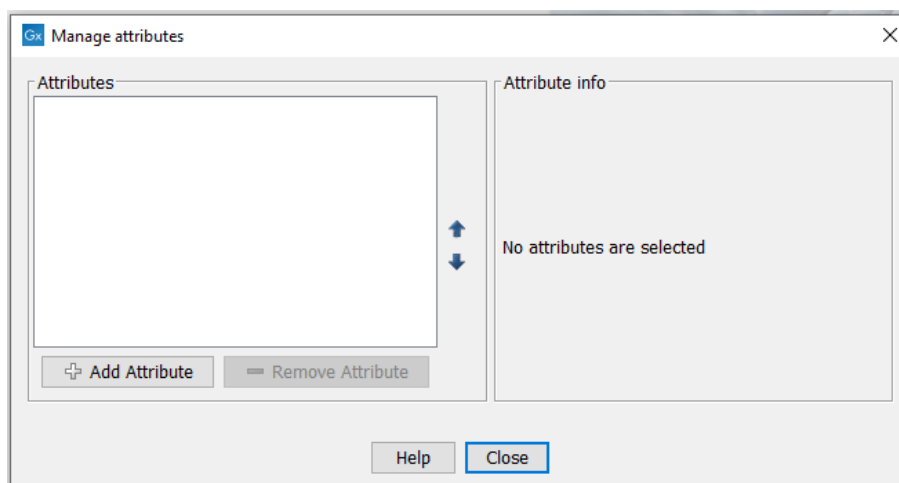 Gx Manage attributes
Attributes
Add Attribute
Remove Attribute
Attribute info
No attributes are selected
Help
Close